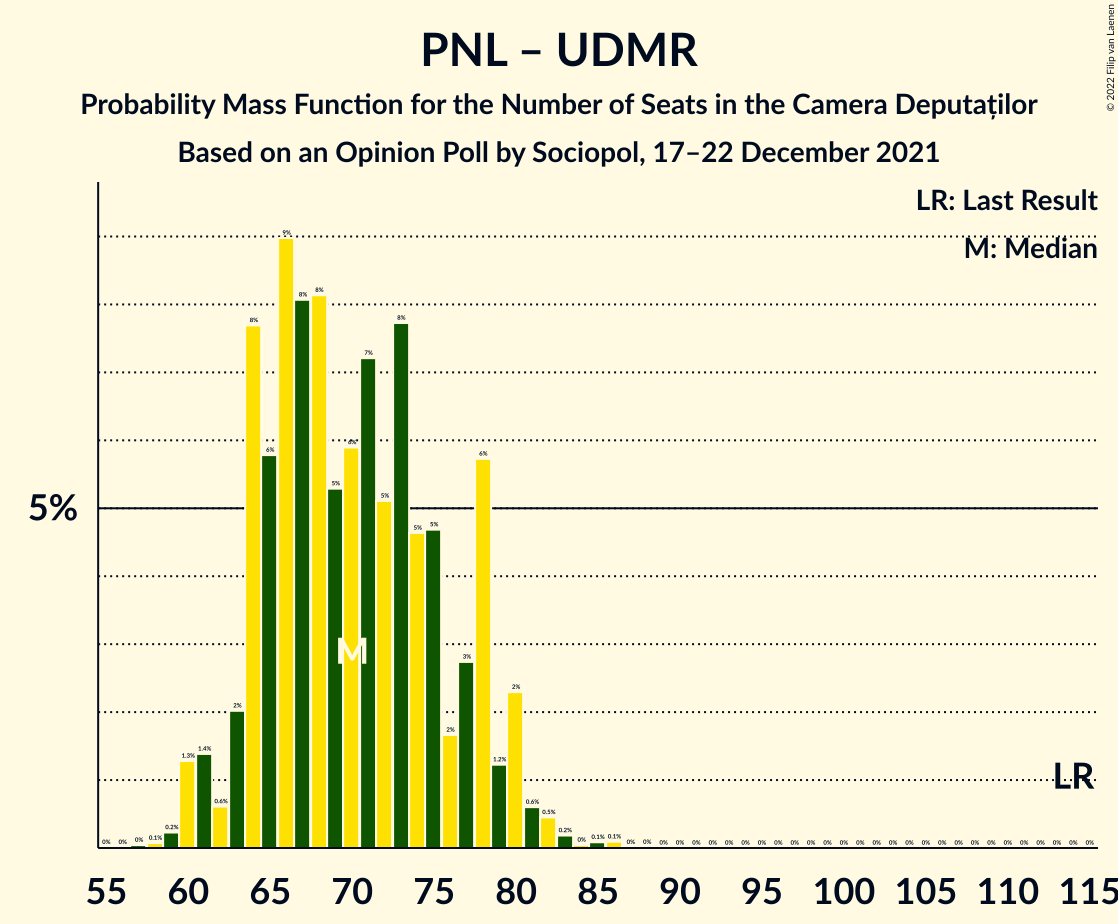 PNL – UDMR
Probability Mass Function for the Number of Seats in the Camera Deputaților
Based on an Opinion Poll by Sociopol, 17–22 December 2021
© 2022 Filip van Laenen
LR: Last Result
M: Median
5%
0% 0% 0% 0.1% 0.2% 1.3% 1.4% 0.6% 2% 8% 6% 9% 8% 8% 5% 6% 7% 5% 8% 5% 5% 2% 3% 6% 1.2% 2% 0.6% 0.5% 0.2% 0% 0.1% 0.1% 0% 0% 0% 0% 0% 0% 0% 0% 0% 0% 0% 0% 0% 0% 0% 0% 0% 0% 0% 0% 0% 0% 0% 0% 0% 0% 0% 0% 0%
M
LR
55 60 65 70 75 80 85 90 95 100 105 110 115